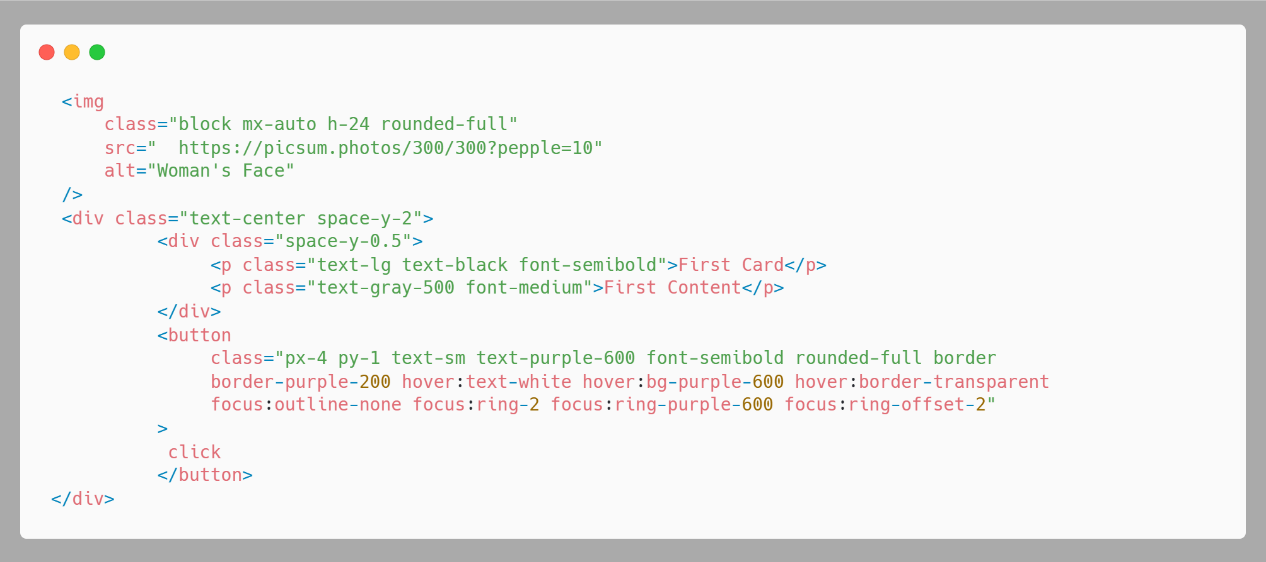 <img
class="block mx-auto h-24 rounded-full"
src="  https://picsum.photos/300/300?pepple=10"
alt="Woman's Face"
/>
<div class="text-center space-y-2">
<div class="space-y-0.5">
<p class="text-lg text-black font-semibold">First Card</p>
<p class="text-gray-500 font-medium">First Content</p>
</div>
<button
class="px-4 py-1 text-sm text-purple-600 font-semibold rounded-full border
border-purple-200 hover:text-white hover:bg-purple-600 hover:border-transparent
focus:outline-none focus:ring-2 focus:ring-purple-600 focus:ring-offset-2"
>
click
</button>
</div>